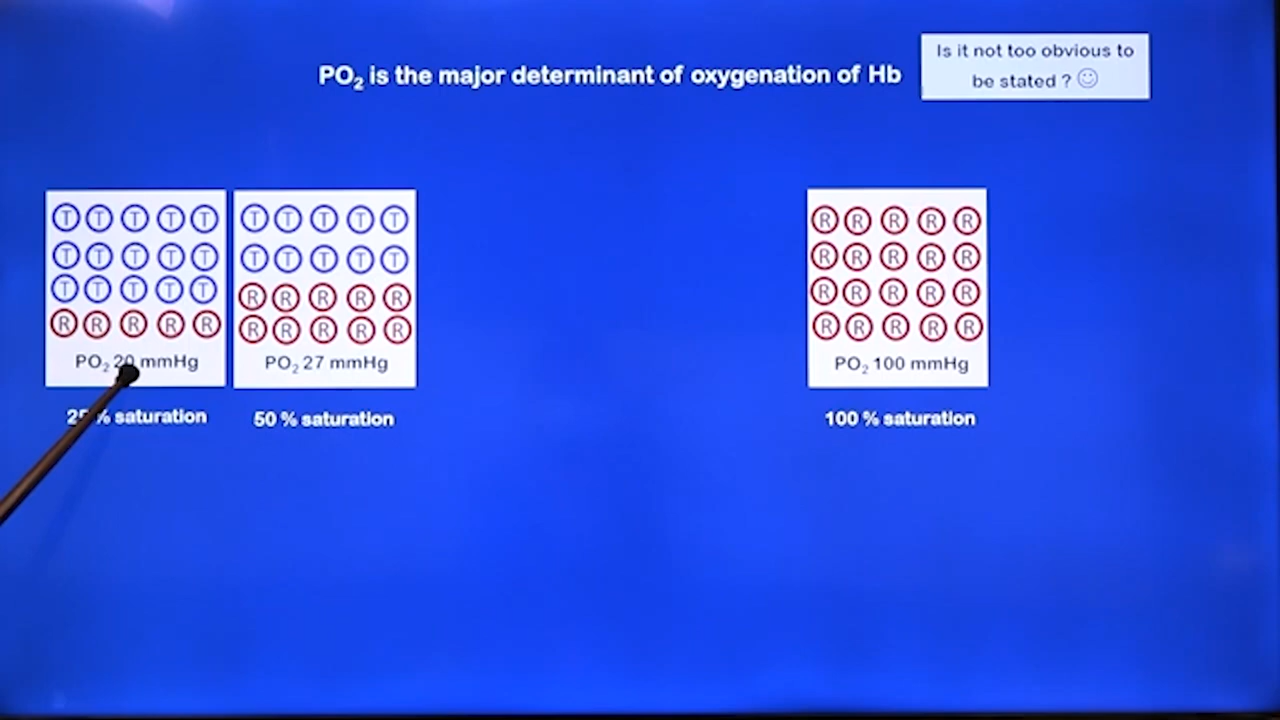 PO₂ is the major determinant of oxygenation of Hb
Is it not too obvious to
be stated ? ☺
T T T T T
T T T T T
T T T T T
R R R R R
PO₂ 20 mmHg
25 % saturation
T T T T T
T T T T T
R R R R R
R R R R R
PO₂ 27 mmHg
50 % saturation
R R R R R
R R R R R
R R R R R
R R R R R
PO₂ 100 mmHg
100 % saturation